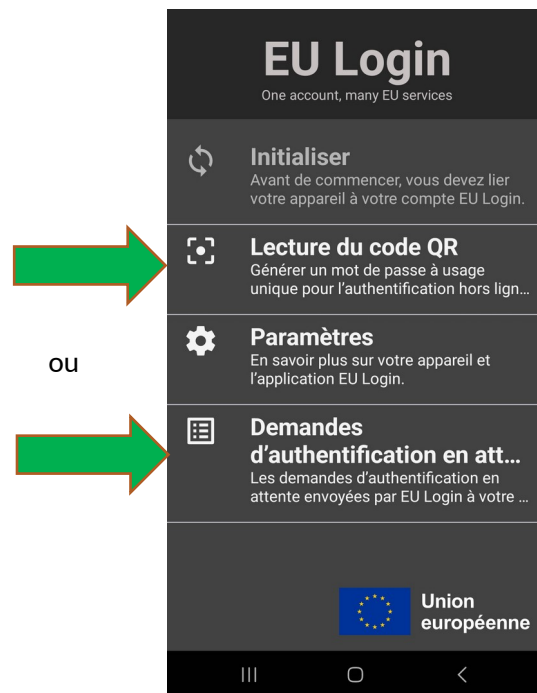 EU Login
One account, many EU services
Initialiser
Avant de commencer, vous devez lier
votre appareil à votre compte EU Login.
Lecture du code QR
Générer un mot de passe à usage
unique pour l'authentification hors lign...
ou
Paramètres
En savoir plus sur votre appareil et
l'application EU Login.
Demandes
d'authentification en att...
Les demandes d'authentification en
attente envoyées par EU Login à votre ...
Union
européenne